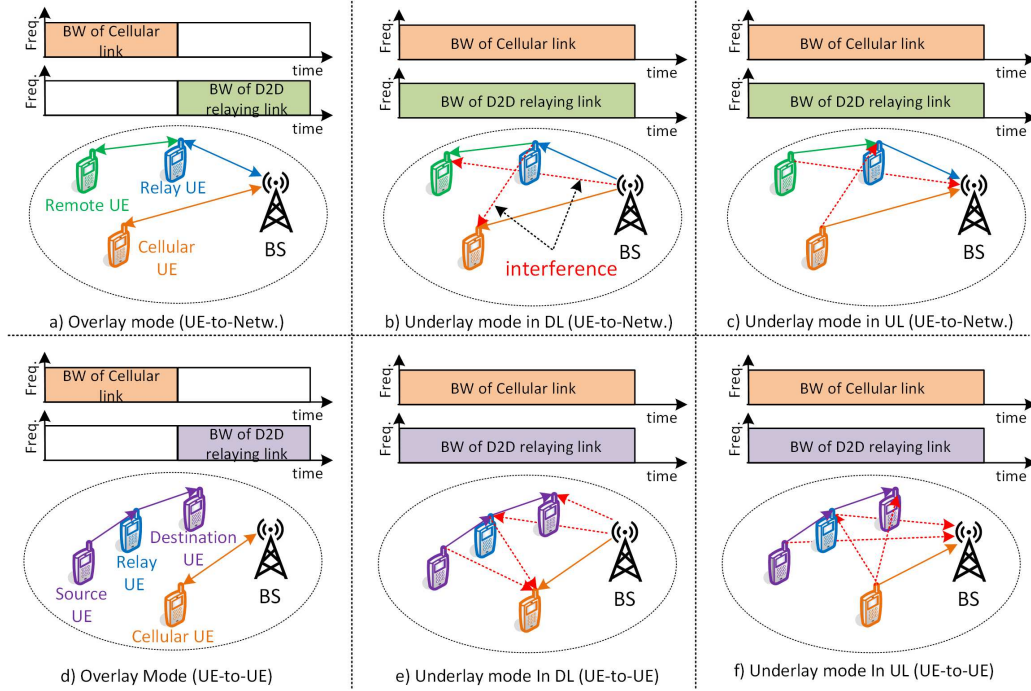 Freq.
BW of Cellular
link
time
Freq.
BW of D2D
relaying link
time
Remote UE
Relay UE
Cellular
UE
BS
a) Overlay mode (UE-to-Netw.)
Freq.
BW of Cellular link
time
Freq.
BW of D2D relaying link
time
BS
interference
b) Underlay mode in DL (UE-to-Netw.)
Freq.
BW of Cellular link
time
Freq.
BW of D2D relaying link
time
BS
c) Underlay mode in UL (UE-to-Netw.)
Freq.
BW of Cellular
link
time
Freq.
BW of D2D
relaying link
time
Destination
UE
Relay
UE
Source
UE
Cellular UE
BS
d) Overlay Mode (UE-to-UE)
Freq.
BW of Cellular link
time
Freq.
BW of D2D relaying link
time
BS
e) Underlay mode In DL (UE-to-UE)
Freq.
BW of Cellular link
time
Freq.
BW of D2D relaying link
time
BS
f) Underlay mode In UL (UE-to-UE)